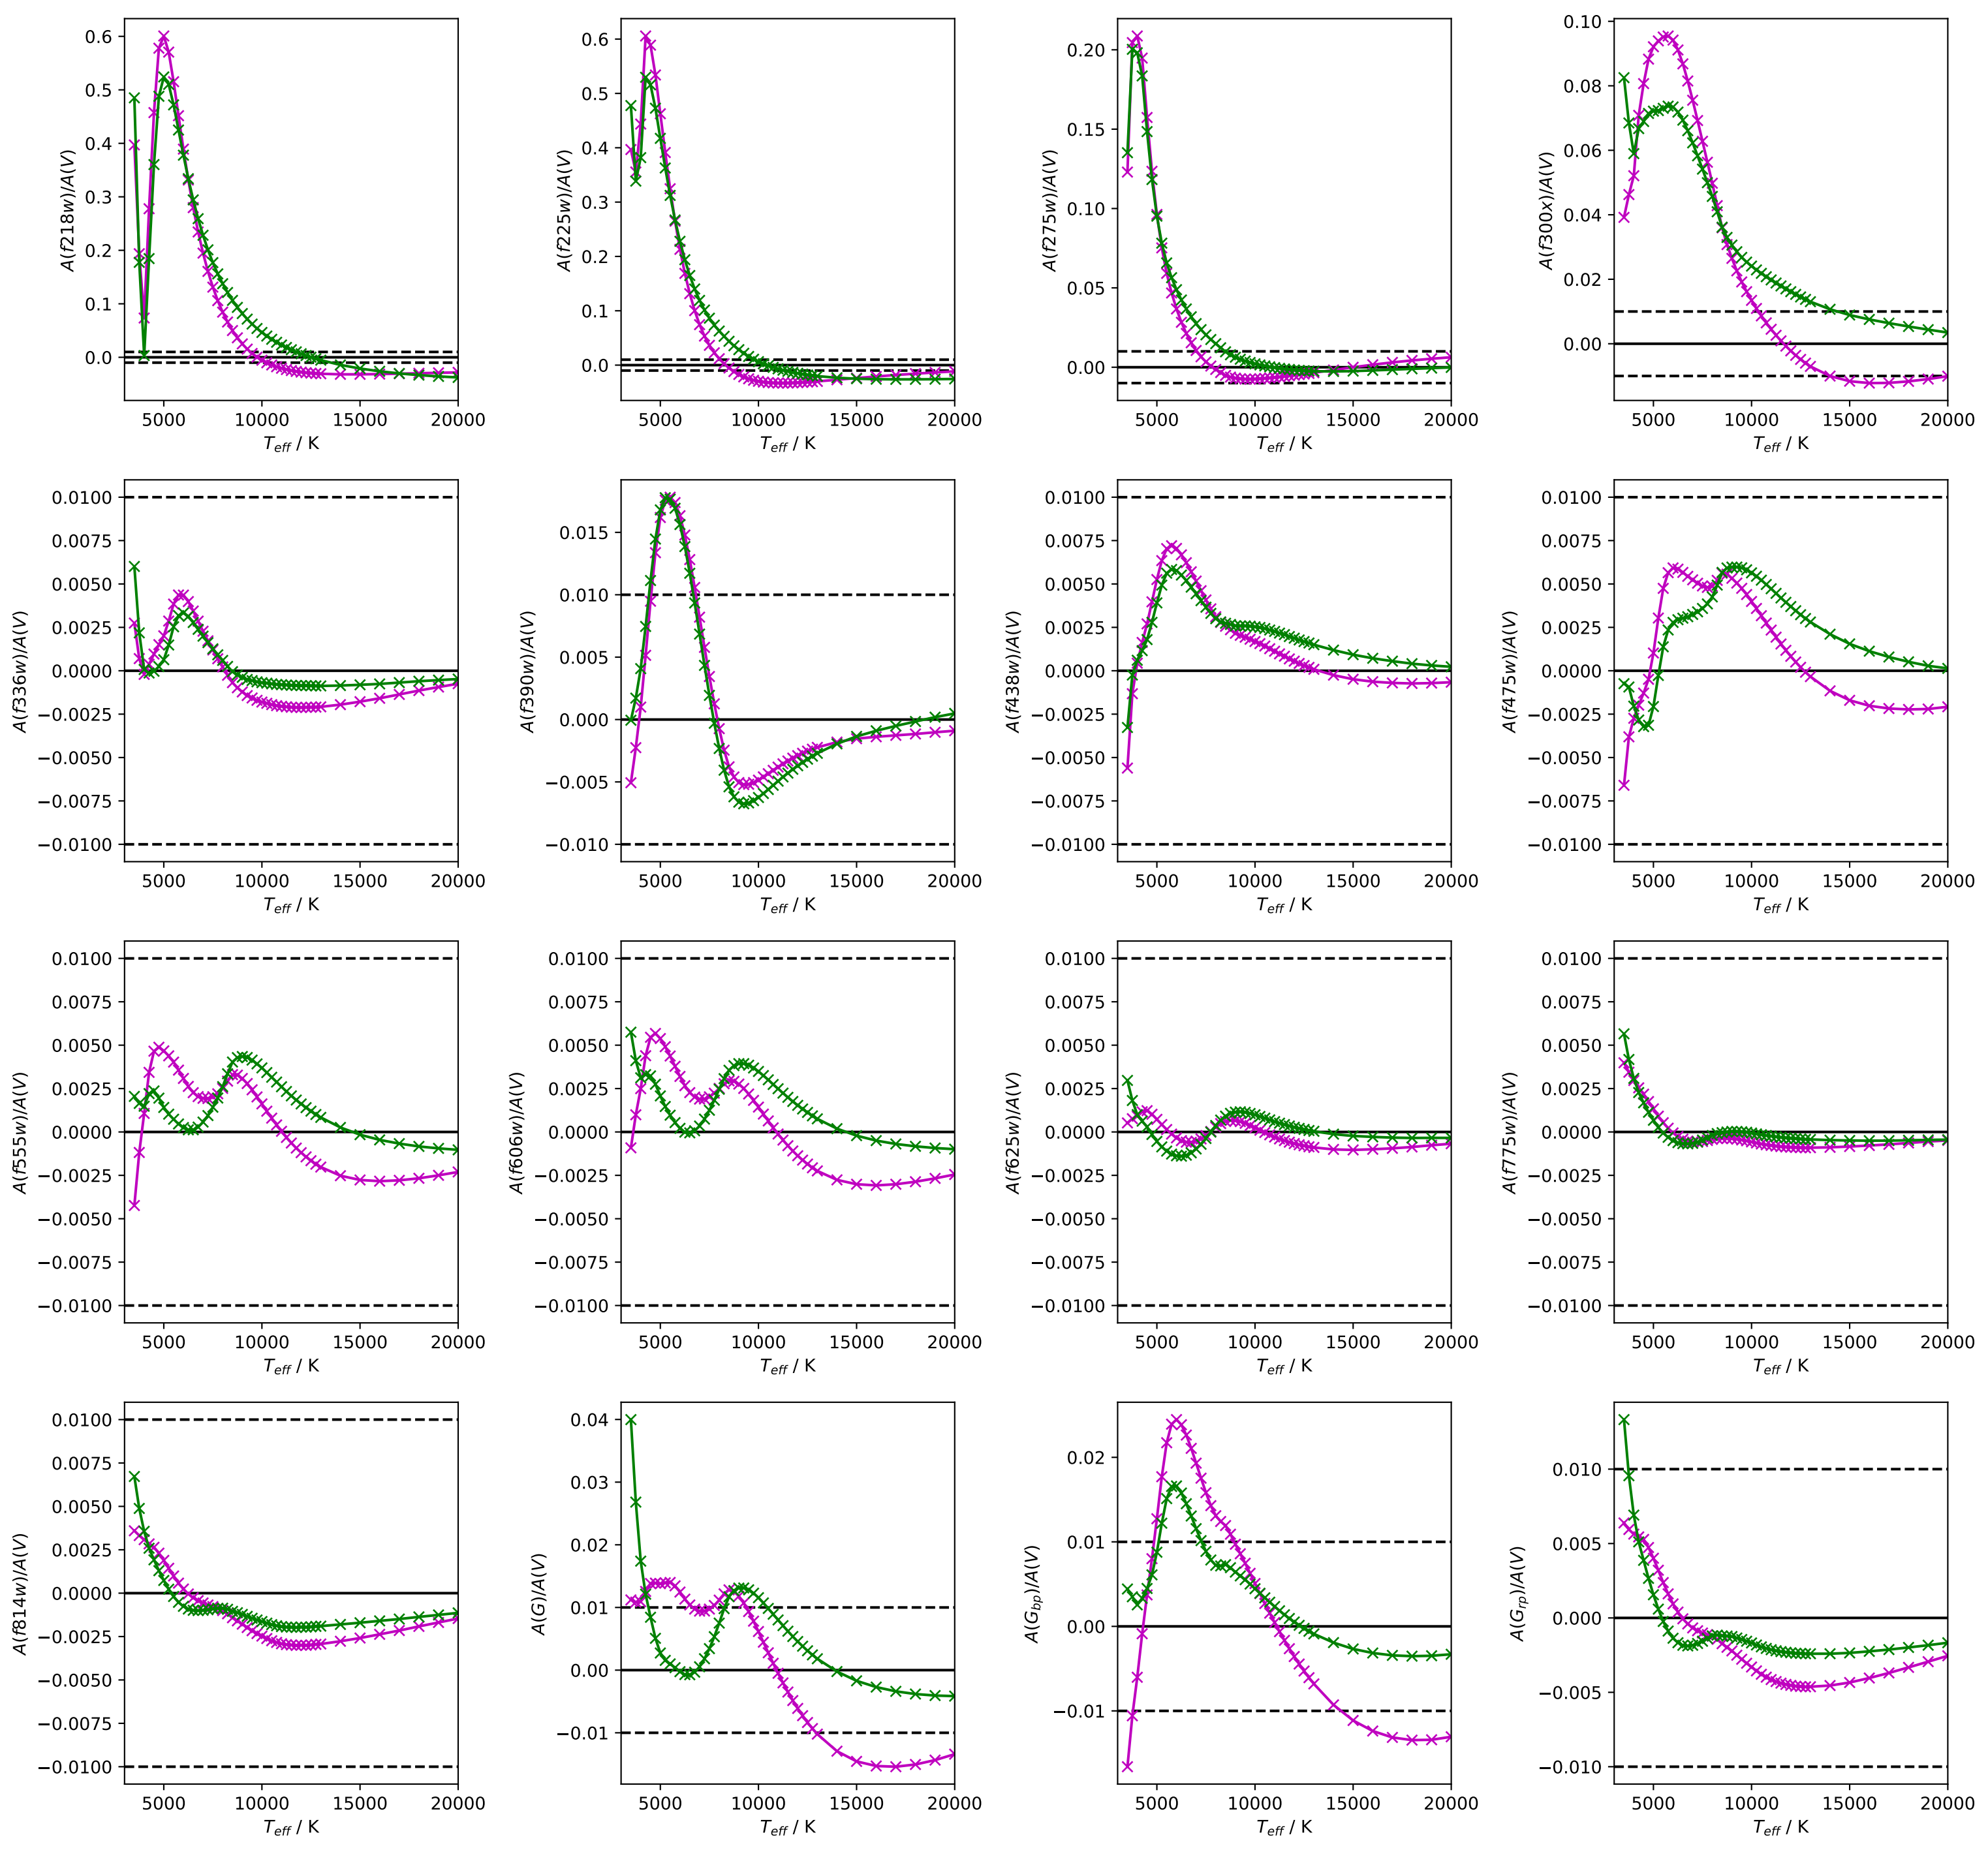 A(f218w)/A(V)
0.6
0.5
0.4
0.3
0.2
0.1
0.0
5000 10000 15000 20000
T_eff / K
A(f225w)/A(V)
0.6
0.5
0.4
0.3
0.2
0.1
0.0
5000 10000 15000 20000
T_eff / K
A(f275w)/A(V)
0.20
0.15
0.10
0.05
0.00
5000 10000 15000 20000
T_eff / K
A(f300x)/A(V)
0.10
0.08
0.06
0.04
0.02
0.00
5000 10000 15000 20000
T_eff / K
A(f336w)/A(V)
0.0100
0.0075
0.0050
0.0025
0.0000
−0.0025
−0.0050
−0.0075
−0.0100
5000 10000 15000 20000
T_eff / K
A(f390w)/A(V)
0.015
0.010
0.005
0.000
−0.005
−0.010
5000 10000 15000 20000
T_eff / K
A(f438w)/A(V)
0.0100
0.0075
0.0050
0.0025
0.0000
−0.0025
−0.0050
−0.0075
−0.0100
5000 10000 15000 20000
T_eff / K
A(f475w)/A(V)
0.0100
0.0075
0.0050
0.0025
0.0000
−0.0025
−0.0050
−0.0075
−0.0100
5000 10000 15000 20000
T_eff / K
A(f555w)/A(V)
0.0100
0.0075
0.0050
0.0025
0.0000
−0.0025
−0.0050
−0.0075
−0.0100
5000 10000 15000 20000
T_eff / K
A(f606w)/A(V)
0.0100
0.0075
0.0050
0.0025
0.0000
−0.0025
−0.0050
−0.0075
−0.0100
5000 10000 15000 20000
T_eff / K
A(f625w)/A(V)
0.0100
0.0075
0.0050
0.0025
0.0000
−0.0025
−0.0050
−0.0075
−0.0100
5000 10000 15000 20000
T_eff / K
A(f775w)/A(V)
0.0100
0.0075
0.0050
0.0025
0.0000
−0.0025
−0.0050
−0.0075
−0.0100
5000 10000 15000 20000
T_eff / K
A(f814w)/A(V)
0.0100
0.0075
0.0050
0.0025
0.0000
−0.0025
−0.0050
−0.0075
−0.0100
5000 10000 15000 20000
T_eff / K
A(G)/A(V)
0.04
0.03
0.02
0.01
0.00
−0.01
5000 10000 15000 20000
T_eff / K
A(G_bp)/A(V)
0.02
0.01
0.00
−0.01
5000 10000 15000 20000
T_eff / K
A(G_rp)/A(V)
0.010
0.005
0.000
−0.005
−0.010
5000 10000 15000 20000
T_eff / K